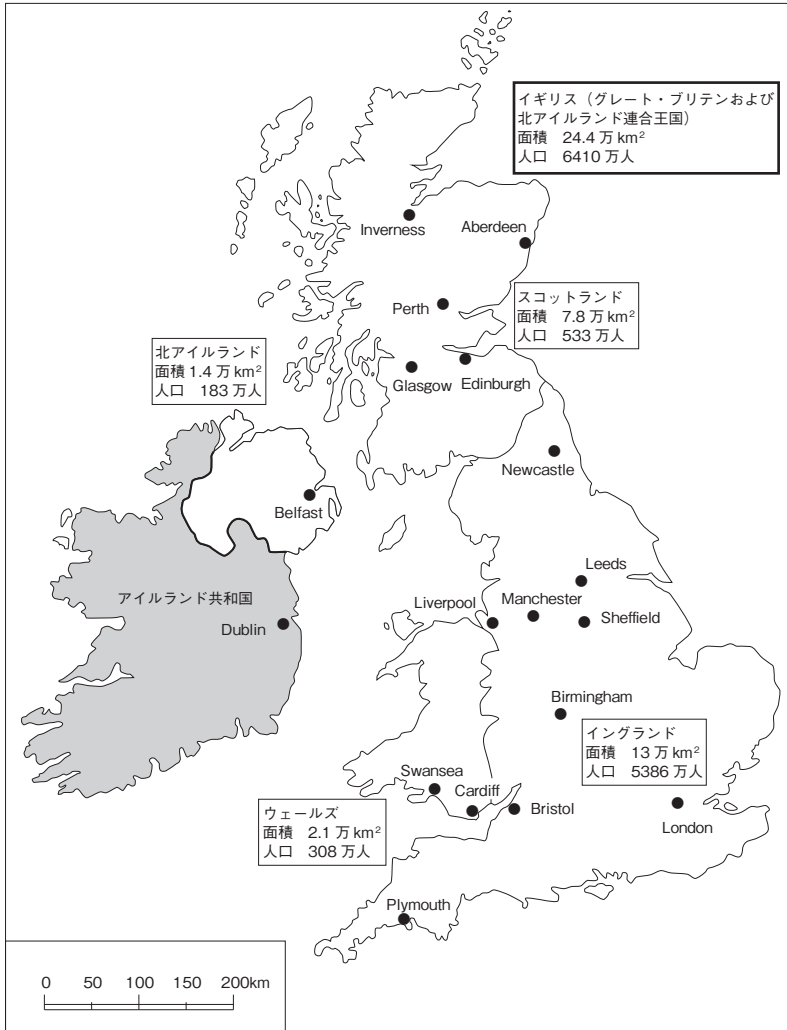 イギリス（グレート・ブリテンおよび
北アイルランド連合王国）
面積　24.4 万 km²
人口　6410 万人
Inverness
Aberdeen
Perth
スコットランド
面積　7.8 万 km²
人口　533 万人
北アイルランド
面積 1.4 万 km²
人口　183 万人
Glasgow
Edinburgh
Newcastle
Belfast
Leeds
アイルランド共和国
Liverpool
Manchester
Sheffield
Dublin
Birmingham
イングランド
面積　13 万 km²
人口　5386 万人
Swansea
Cardiff
Bristol
London
ウェールズ
面積　2.1 万 km²
人口　308 万人
Plymouth
0 50 100 150 200km